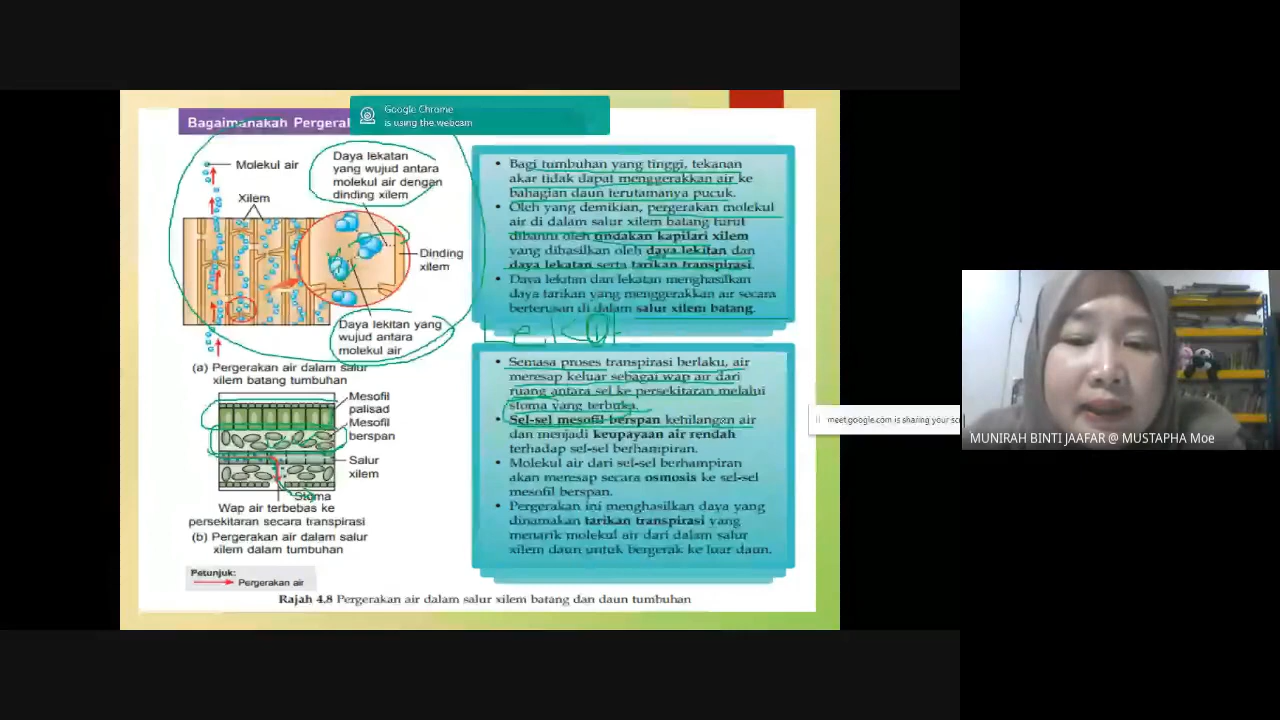 Bagaimanakah Pergeral
Google Chrome
is using the webcam
Molekul air
Daya lekatan
yang wujud antara
molekul air dengan
dinding xilem
Xilem
Dinding
xilem
Daya lekitan yang
wujud antara
molekul air
(a) Pergerakan air dalam salur
xilem batang tumbuhan
Mesofil
palisad
Mesofil
berspan
Salur
xilem
Stoma
Wap air terbebas ke
persekitaran secara transpirasi
(b) Pergerakan air dalam salur
xilem dalam tumbuhan
Petunjuk:
Pergerakan air
• Bagi tumbuhan yang tinggi, tekanan
akar tidak dapat menggerakkan air ke
bahagian daun terutamanya pucuk.
• Oleh yang demikian, pergerakan molekul
air di dalam salur xilem batang turut
dibantu oleh tindakan kapilari xilem
yang dihasilkan oleh daya lekitan dan
daya lekatan serta tarikan transpirasi.
• Daya lekatan dan lekitan menghasilkan
daya tarikan yang menggerakkan air secara
berterusan di dalam salur xilem batang.
• Semasa proses transpirasi berlaku, air
meresap keluar sebagai wap air dari
ruang antara sel ke persekitaran melalui
stoma yang terbuka.
• Sel-sel mesofil berspan kehilangan air
dan menjadi keupayaan air rendah
terhadap sel-sel berhampiran.
• Molekul air dari sel-sel berhampiran
akan meresap secara osmosis ke sel-sel
mesofil berspan.
• Pergerakan ini menghasilkan daya yang
dinamakan tarikan transpirasi yang
menarik molekul air dari dalam salur
xilem daun untuk bergerak ke luar daun.
Rajah 4.8 Pergerakan air dalam salur xilem batang dan daun tumbuhan
meet.google.com is sharing your sc
MUNIRAH BINTI JAAFAR @ MUSTAPHA Moe